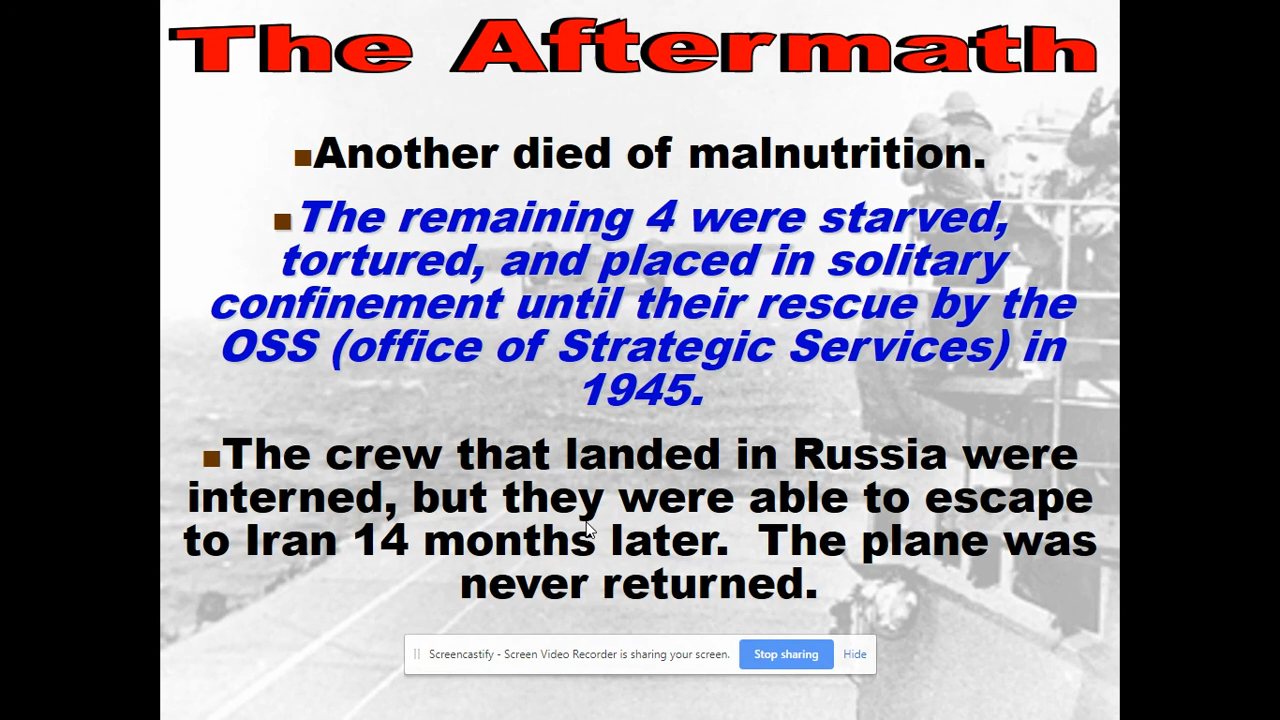 The Aftermath
■Another died of malnutrition.
■The remaining 4 were starved,
tortured, and placed in solitary
confinement until their rescue by the
OSS (office of Strategic Services) in
1945.
■The crew that landed in Russia were
interned, but they were able to escape
to Iran 14 months later.  The plane was
never returned.
Screencastify - Screen Video Recorder is sharing your screen. Stop sharing Hide